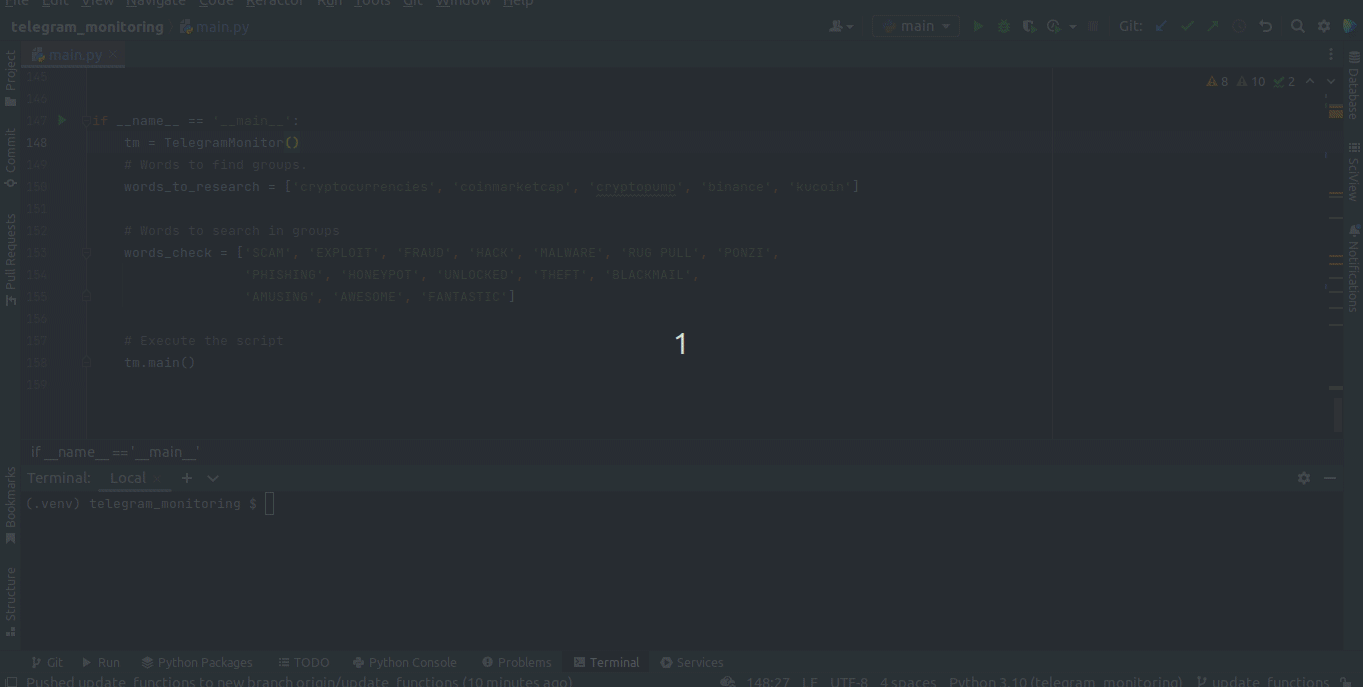 File Edit View Navigate Code Refactor Run Tools Git Window Help
telegram_monitoring main.py
main Git:
main.py
Project
Commit
Pull Requests
Bookmarks
Structure
Database
SciView
Notifications
8 10 2
145
146
147 if __name__ == '__main__':
148 tm = TelegramMonitor()
149 # Words to find groups.
150 words_to_research = ['cryptocurrencies', 'coinmarketcap', 'cryptopump', 'binance', 'kucoin']
151
152 # Words to search in groups
153 words_check = ['SCAM', 'EXPLOIT', 'FRAUD', 'HACK', 'MALWARE', 'RUG PULL', 'PONZI',
154 'PHISHING', 'HONEYPOT', 'UNLOCKED', 'THEFT', 'BLACKMAIL',
155 'AMUSING', 'AWESOME', 'FANTASTIC']
156
157 # Execute the script
158 tm.main()
159
1
if __name__ == '__main__'
Terminal: Local
(.venv) telegram_monitoring $
Git Run Python Packages TODO Python Console Problems Terminal Services
Pushed update_functions to new branch origin/update_functions (10 minutes ago) 148:27 LF UTF-8 4 spaces Python 3.10 (telegram_monitoring) update_functions